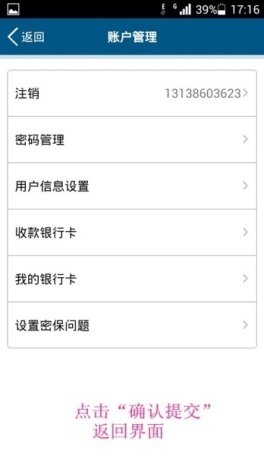 E G 39% 17:16
返回 账户管理
注销 13138603623
密码管理
用户信息设置
收款银行卡
我的银行卡
设置密保问题
点击“确认提交”
返回界面